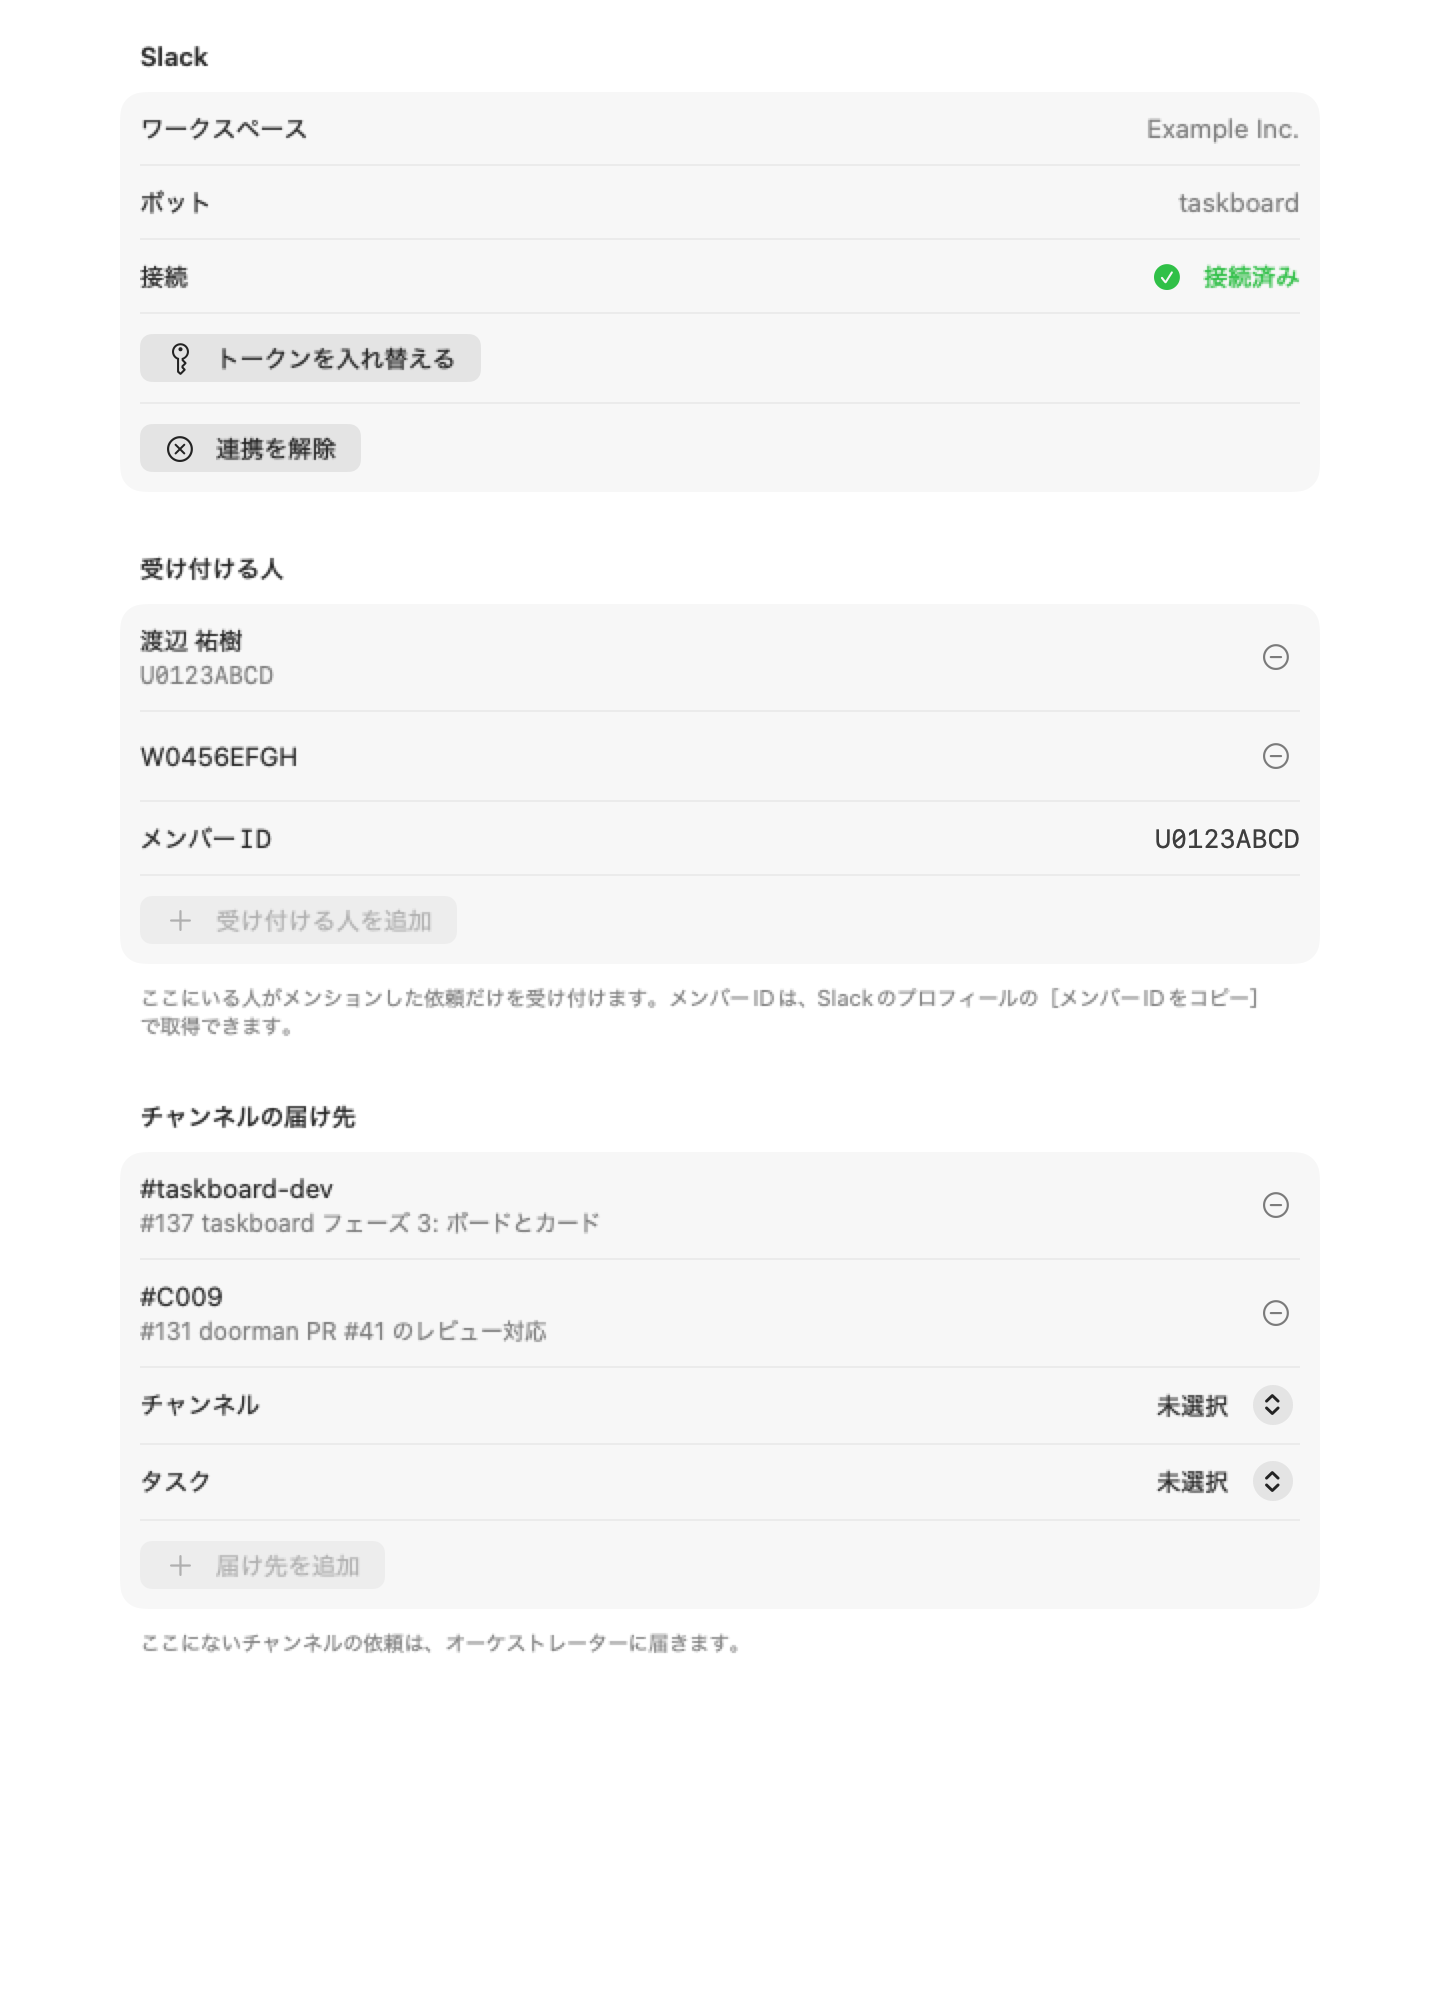 Slack
ワークスペース
Example Inc.
ボット
taskboard
接続
接続済み
トークンを入れ替える
連携を解除
受け付ける人
渡辺 祐樹
U0123ABCD
W0456EFGH
メンバーID
U0123ABCD
受け付ける人を追加
ここにいる人がメンションした依頼だけを受け付けます。メンバーIDは、Slackのプロフィールの［メンバーIDをコピー］
で取得できます。
チャンネルの届け先
#taskboard-dev
#137 taskboard フェーズ 3: ボードとカード
#C009
#131 doorman PR #41 のレビュー対応
チャンネル
未選択
タスク
未選択
届け先を追加
ここにないチャンネルの依頼は、オーケストレーターに届きます。